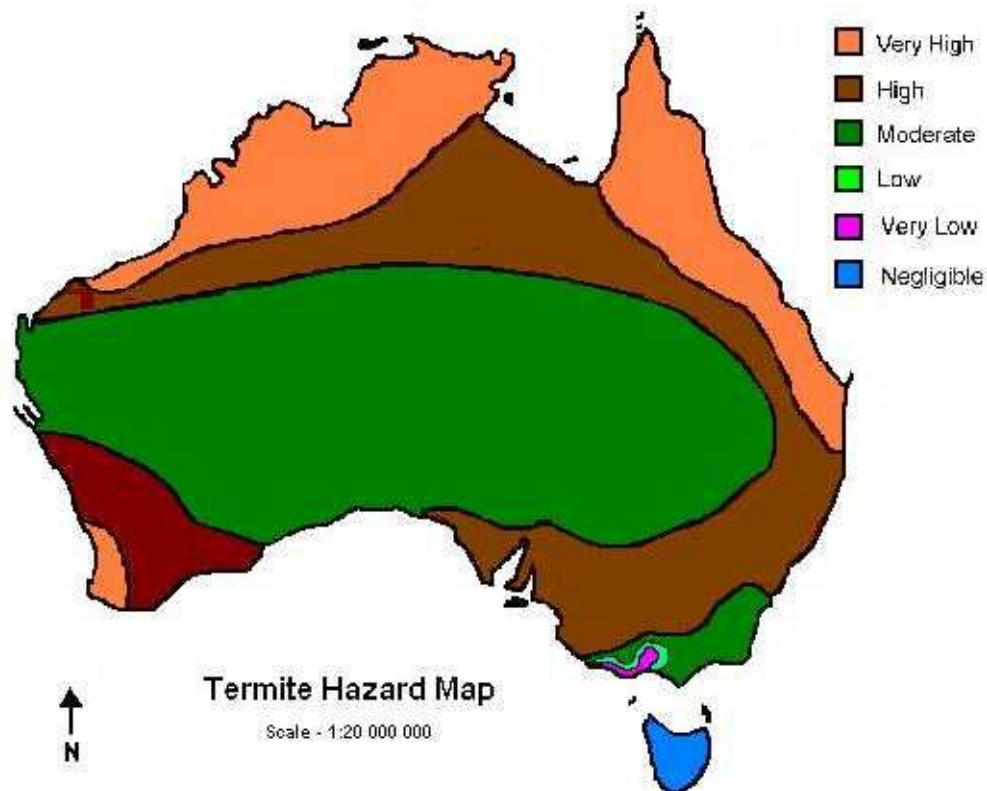 Very High
High
Moderate
Low
Very Low
Negligible
Termite Hazard Map
Scale - 1:20 000 000
N